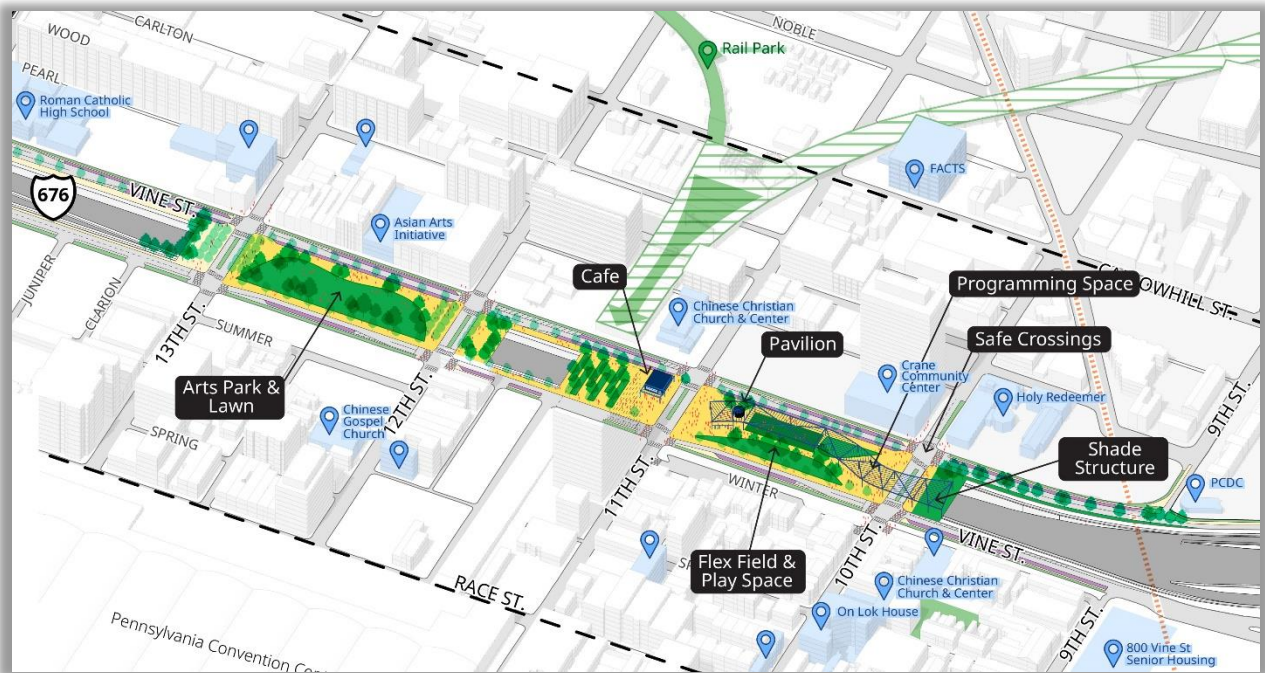 CARLTON
WOOD
PEARL
NOBLE
Rail Park
Roman Catholic
High School
FACTS
676
VINE ST.
Asian Arts
Initiative
CALLOWHILL ST.
Cafe
Programming Space
JUNIPER
CLARION
Chinese Christian
Church & Center
Pavilion
Safe Crossings
13TH ST.
SUMMER
Crane
Community
Center
Holy Redeemer
9TH ST.
Arts Park &
Lawn
12TH ST.
Chinese
Gospel
Church
SPRING
Shade
Structure
PCDC
11TH ST.
WINTER
VINE ST.
Flex Field &
Play Space
10TH ST.
RACE ST.
Chinese Christian
Church & Center
On Lok House
9TH ST.
Pennsylvania Convention
800 Vine St
Senior Housing